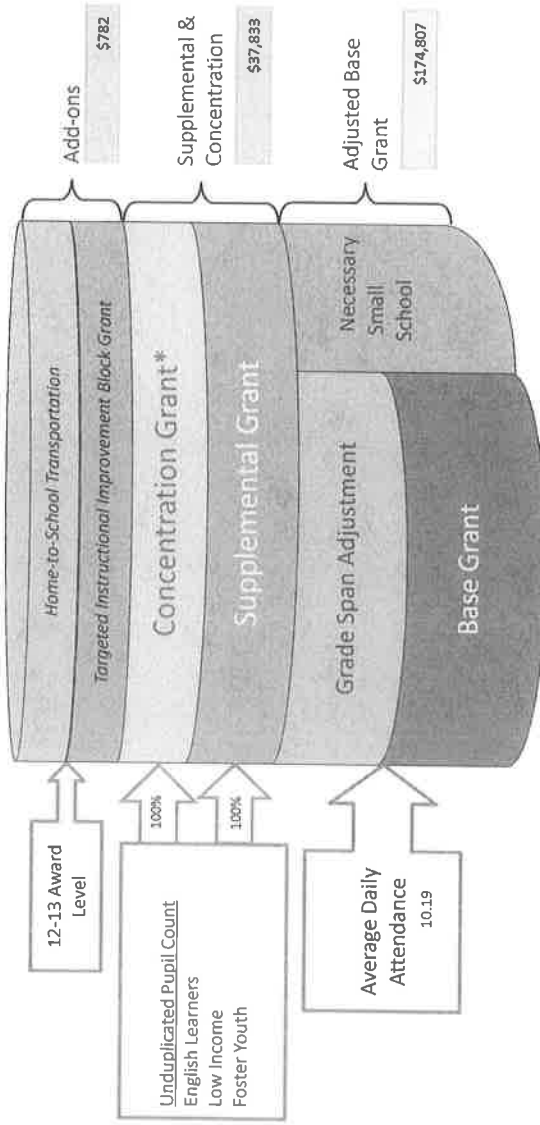 12-13 Award
Level
Unduplicated Pupil Count
English Learners
Low Income
Foster Youth
100%
100%
Average Daily
Attendance
10.19
Home-to-School Transportation
Targeted Instructional Improvement Block Grant
Concentration Grant*
Supplemental Grant
Grade Span Adjustment
Base Grant
Necessary
Small
School
Add-ons
$782
Supplemental &
Concentration
$37,833
Adjusted Base
Grant
$174,807